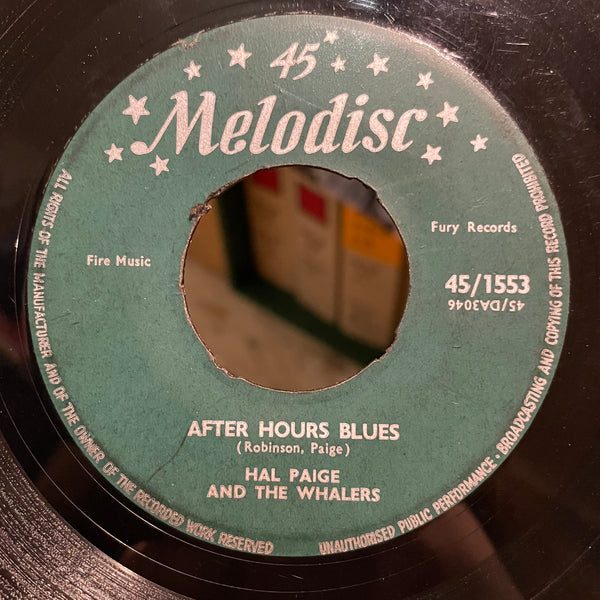 45
Melodisc
Fury Records
Fire Music
45/1553
45/DA3046
AFTER HOURS BLUES
(Robinson, Paige)
HAL PAIGE
AND THE WHALERS
ALL RIGHTS OF THE MANUFACTURER AND OF THE OWNER OF THE RECORDED WORK RESERVED
UNAUTHORISED PUBLIC PERFORMANCE · BROADCASTING AND COPYING OF THIS RECORD PROHIBITED